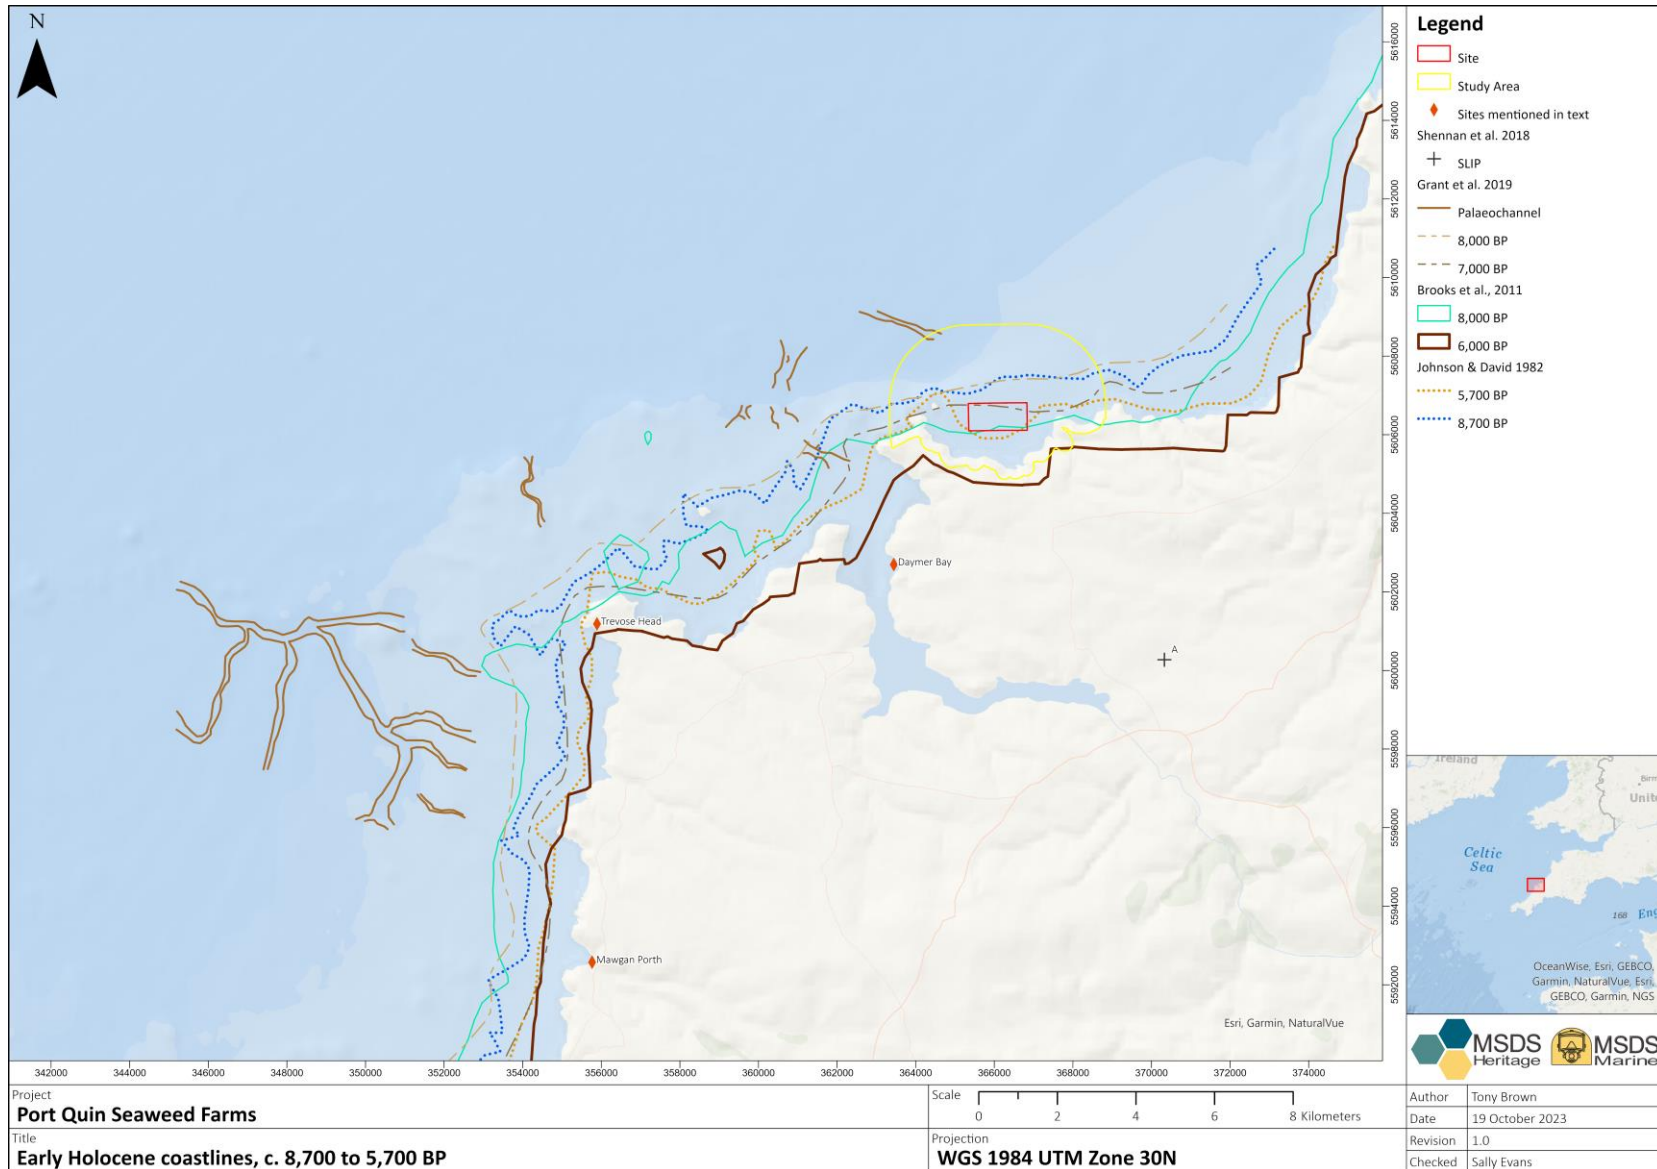 N
Legend
Site
Study Area
Sites mentioned in text
Shennan et al. 2018
SLIP
Grant et al. 2019
Palaeochannel
8,000 BP
7,000 BP
Brooks et al., 2011
8,000 BP
6,000 BP
Johnson & David 1982
5,700 BP
8,700 BP
5616000
5614000
5612000
5610000
5608000
5606000
5604000
5602000
5600000
5598000
5596000
5594000
5592000
Daymer Bay
Trevose Head
A
Mawgan Porth
Esri, Garmin, NaturalVue
342000 344000 346000 348000 350000 352000 354000 356000 358000 360000 362000 364000 366000 368000 370000 372000 374000
Ireland
Birm
Unit
Celtic
Sea
168 Eng
OceanWise, Esri, GEBCO,
Garmin, NaturalVue, Esri,
GEBCO, Garmin, NGS
MSDS
Heritage
MSDS
Marine
Project
Port Quin Seaweed Farms
Title
Early Holocene coastlines, c. 8,700 to 5,700 BP
Scale
0 2 4 6 8 Kilometers
Projection
WGS 1984 UTM Zone 30N
Author Tony Brown
Date 19 October 2023
Revision 1.0
Checked Sally Evans